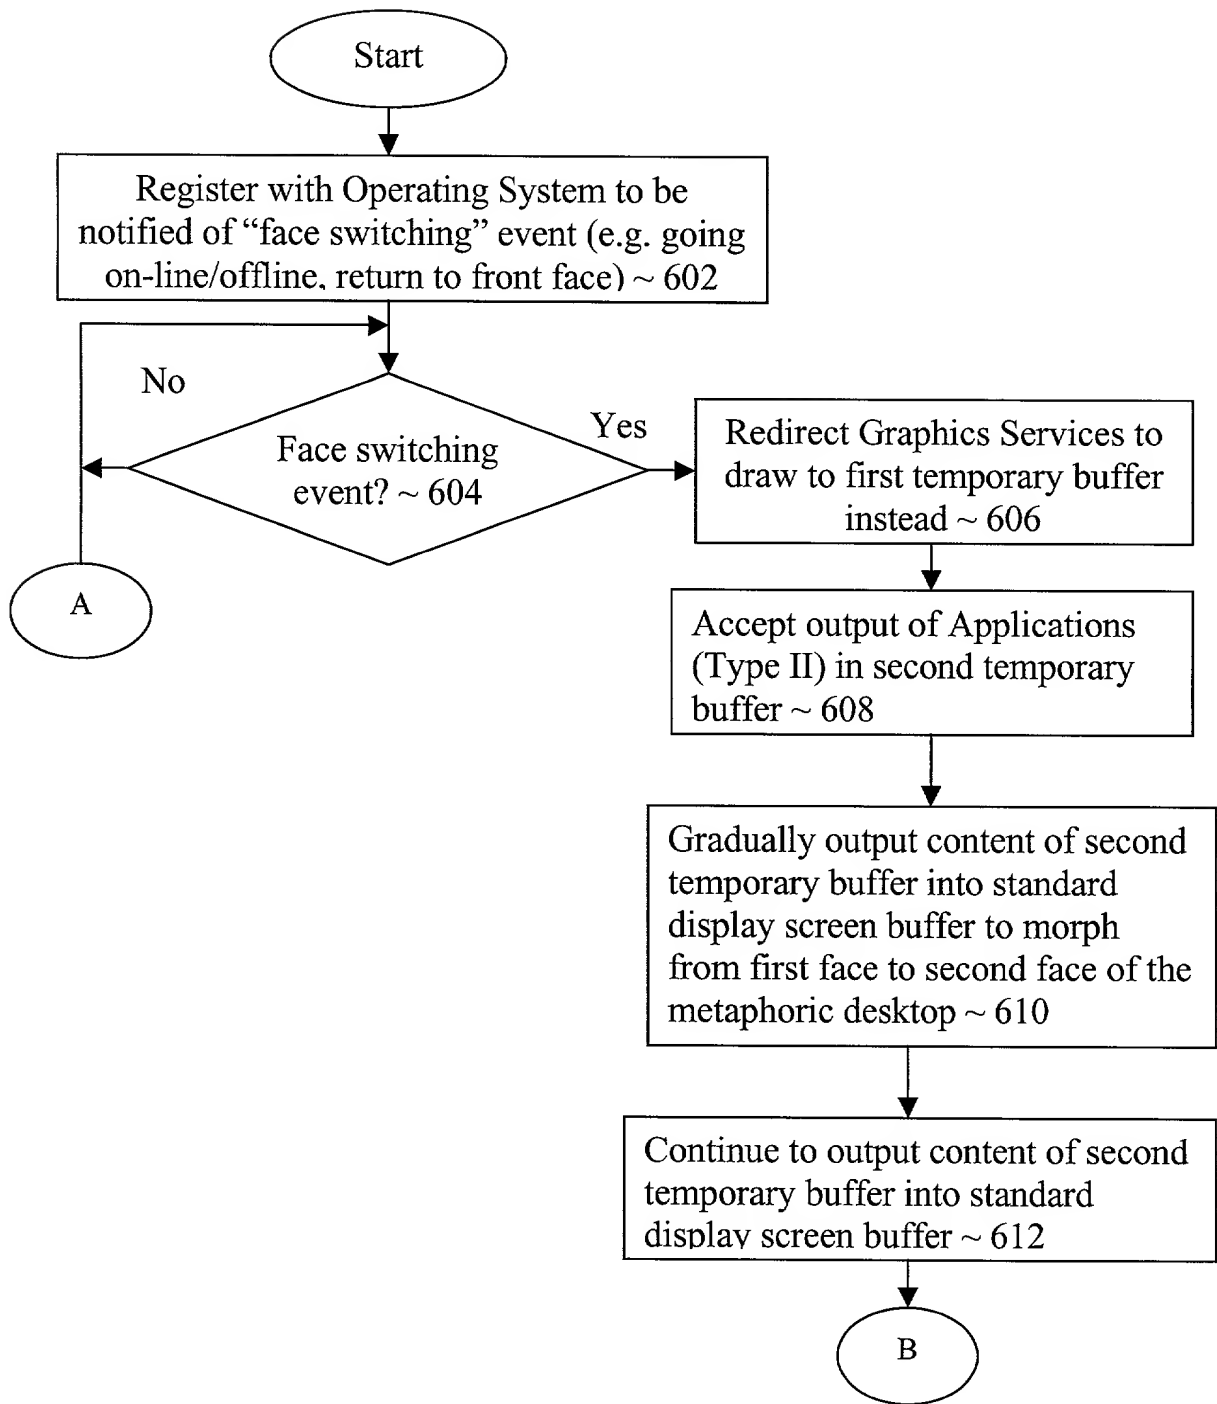 Start
Register with Operating System to be
notified of “face switching” event (e.g. going
on-line/offline, return to front face) ~ 602
No
Face switching
event? ~ 604
Yes
Redirect Graphics Services to
draw to first temporary buffer
instead ~ 606
A
Accept output of Applications
(Type II) in second temporary
buffer ~ 608
Gradually output content of second
temporary buffer into standard
display screen buffer to morph
from first face to second face of the
metaphoric desktop ~ 610
Continue to output content of second
temporary buffer into standard
display screen buffer ~ 612
B